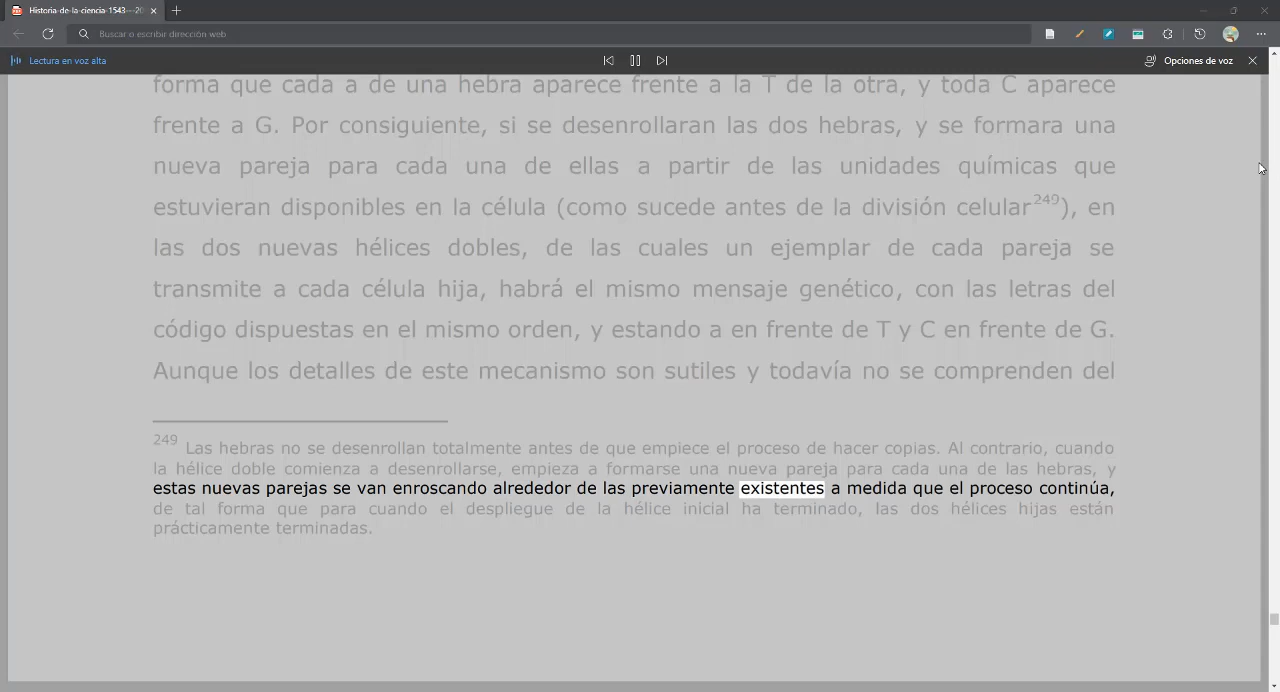 Historia-de-la-ciencia-1543---20
Buscar o escribir dirección web
Lectura en voz alta
Opciones de voz
forma que cada a de una hebra aparece frente a la T de la otra, y toda C aparece
frente a G. Por consiguiente, si se desenrollaran las dos hebras, y se formara una
nueva pareja para cada una de ellas a partir de las unidades químicas que
estuvieran disponibles en la célula (como sucede antes de la división celular249), en
las dos nuevas hélices dobles, de las cuales un ejemplar de cada pareja se
transmite a cada célula hija, habrá el mismo mensaje genético, con las letras del
código dispuestas en el mismo orden, y estando a en frente de T y C en frente de G.
Aunque los detalles de este mecanismo son sutiles y todavía no se comprenden del
249 Las hebras no se desenrollan totalmente antes de que empiece el proceso de hacer copias. Al contrario, cuando
la hélice doble comienza a desenrollarse, empieza a formarse una nueva pareja para cada una de las hebras, y
estas nuevas parejas se van enroscando alrededor de las previamente existentes a medida que el proceso continúa,
de tal forma que para cuando el despliegue de la hélice inicial ha terminado, las dos hélices hijas están
prácticamente terminadas.